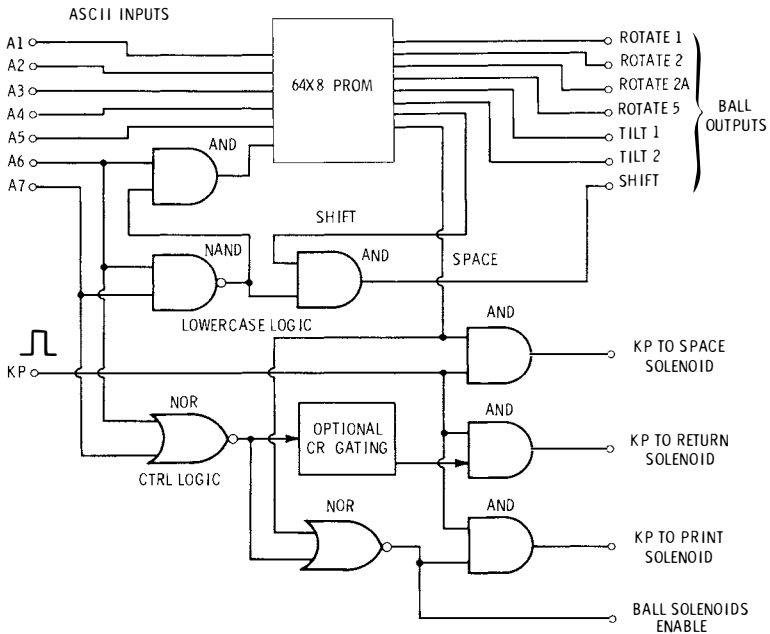 ASCII INPUTS
A1
A2
A3
A4
A5
A6
A7
64X8 PROM
ROTATE 1
ROTATE 2
ROTATE 2A
ROTATE 5
TILT 1
TILT 2
SHIFT
BALL
OUTPUTS
AND
NAND
LOWERCASE LOGIC
SHIFT
AND
SPACE
KP
AND
KP TO SPACE
SOLENOID
NOR
CTRL LOGIC
OPTIONAL
CR GATING
AND
KP TO RETURN
SOLENOID
NOR
AND
KP TO PRINT
SOLENOID
BALL SOLENOIDS
ENABLE